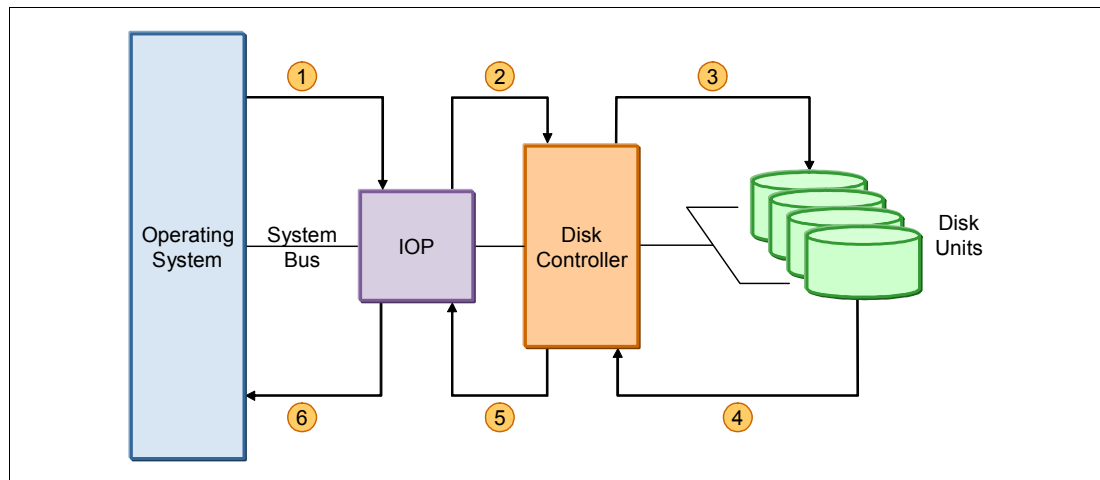 1
2
3
Operating
System
System
Bus
IOP
Disk
Controller
Disk
Units
6
5
4